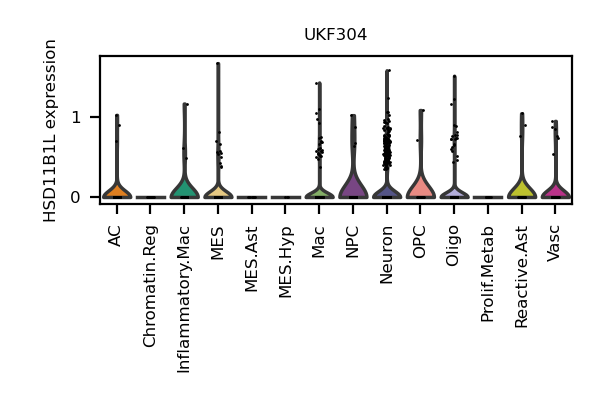 UKF304
HSD11B1L expression
1
0
AC
Chromatin.Reg
Inflammatory.Mac
MES
MES.Ast
MES.Hyp
Mac
NPC
Neuron
OPC
Oligo
Prolif.Metab
Reactive.Ast
Vasc